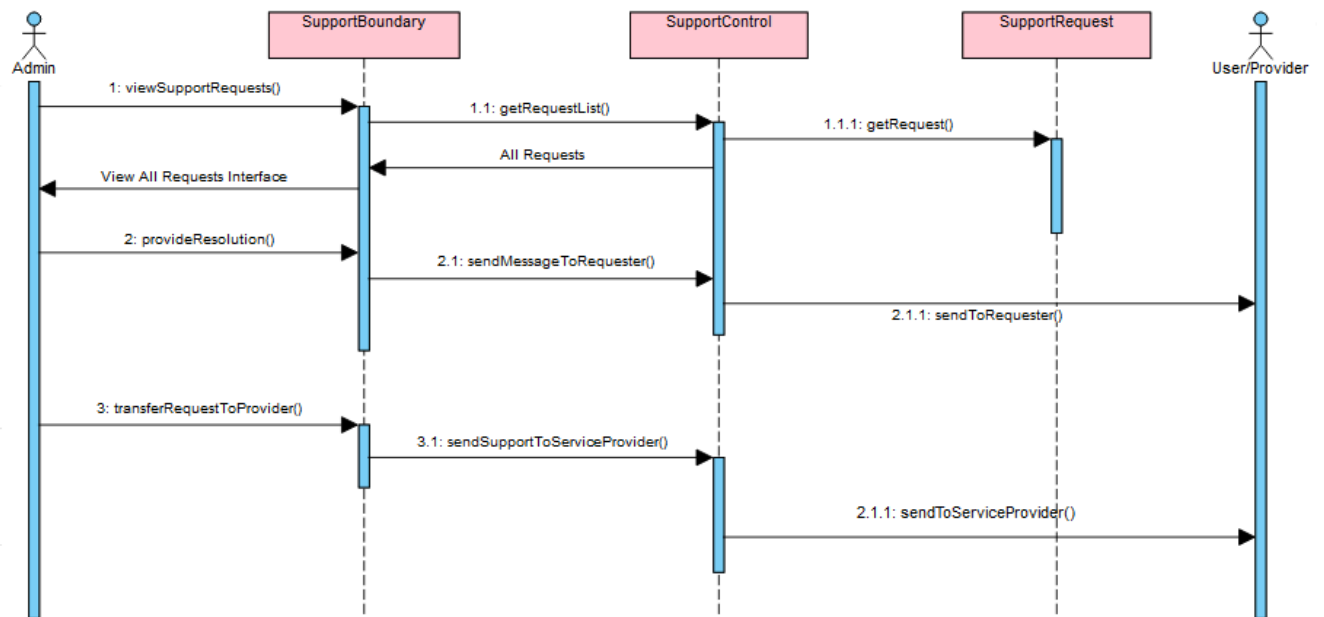 SupportBoundary
SupportControl
SupportRequest
Admin
User/Provider
1: viewSupportRequests()
1.1: getRequestList()
1.1.1: getRequest()
All Requests
View All Requests Interface
2: provideResolution()
2.1: sendMessageToRequester()
2.1.1: sendToRequester()
3: transferRequestToProvider()
3.1: sendSupportToServiceProvider()
2.1.1: sendToServiceProvider()